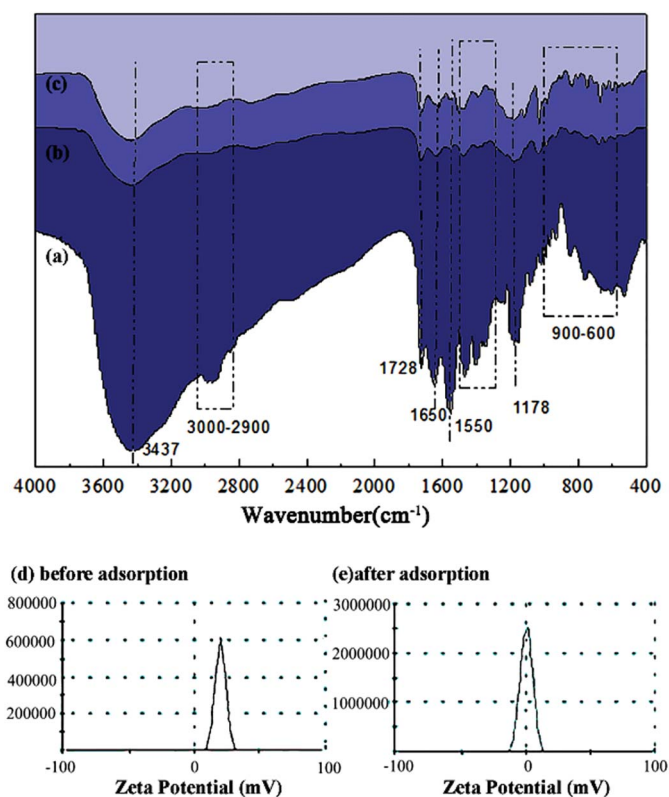 (c)
(b)
(a)
1728
900-600
1650
1550
1178
3437
3000-2900
4000 3600 3200 2800 2400 2000 1600 1200 800 400
Wavenumber(cm-1)
(d) before adsorption
(e)after adsorption
800000
600000
400000
200000
-100 0 100
Zeta Potential (mV)
3000000
2000000
1000000
-100 0 100
Zeta Potential (mV)